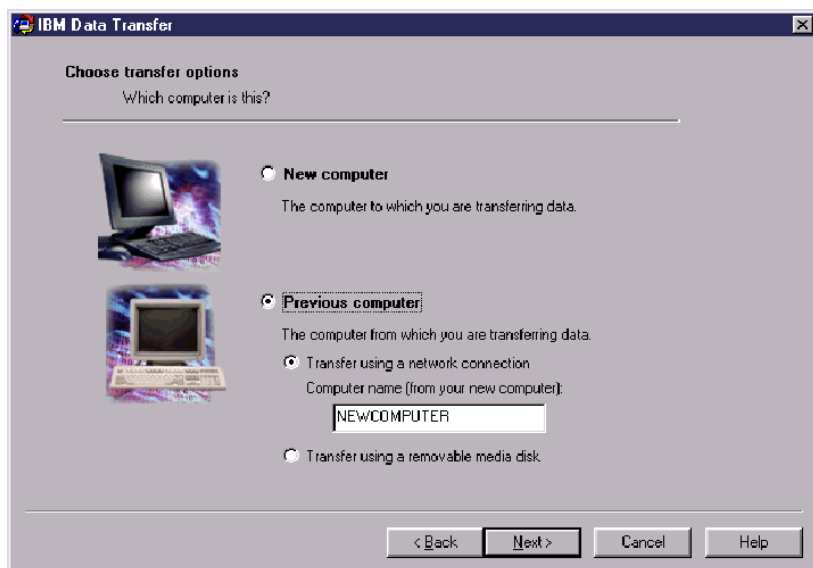 IBM Data Transfer
Choose transfer options
Which computer is this?
New computer
The computer to which you are transferring data.
Previous computer
The computer from which you are transferring data.
Transfer using a network connection
Computer name (from your new computer):
NEWCOMPUTER
Transfer using a removable media disk.
< Back Next > Cancel Help